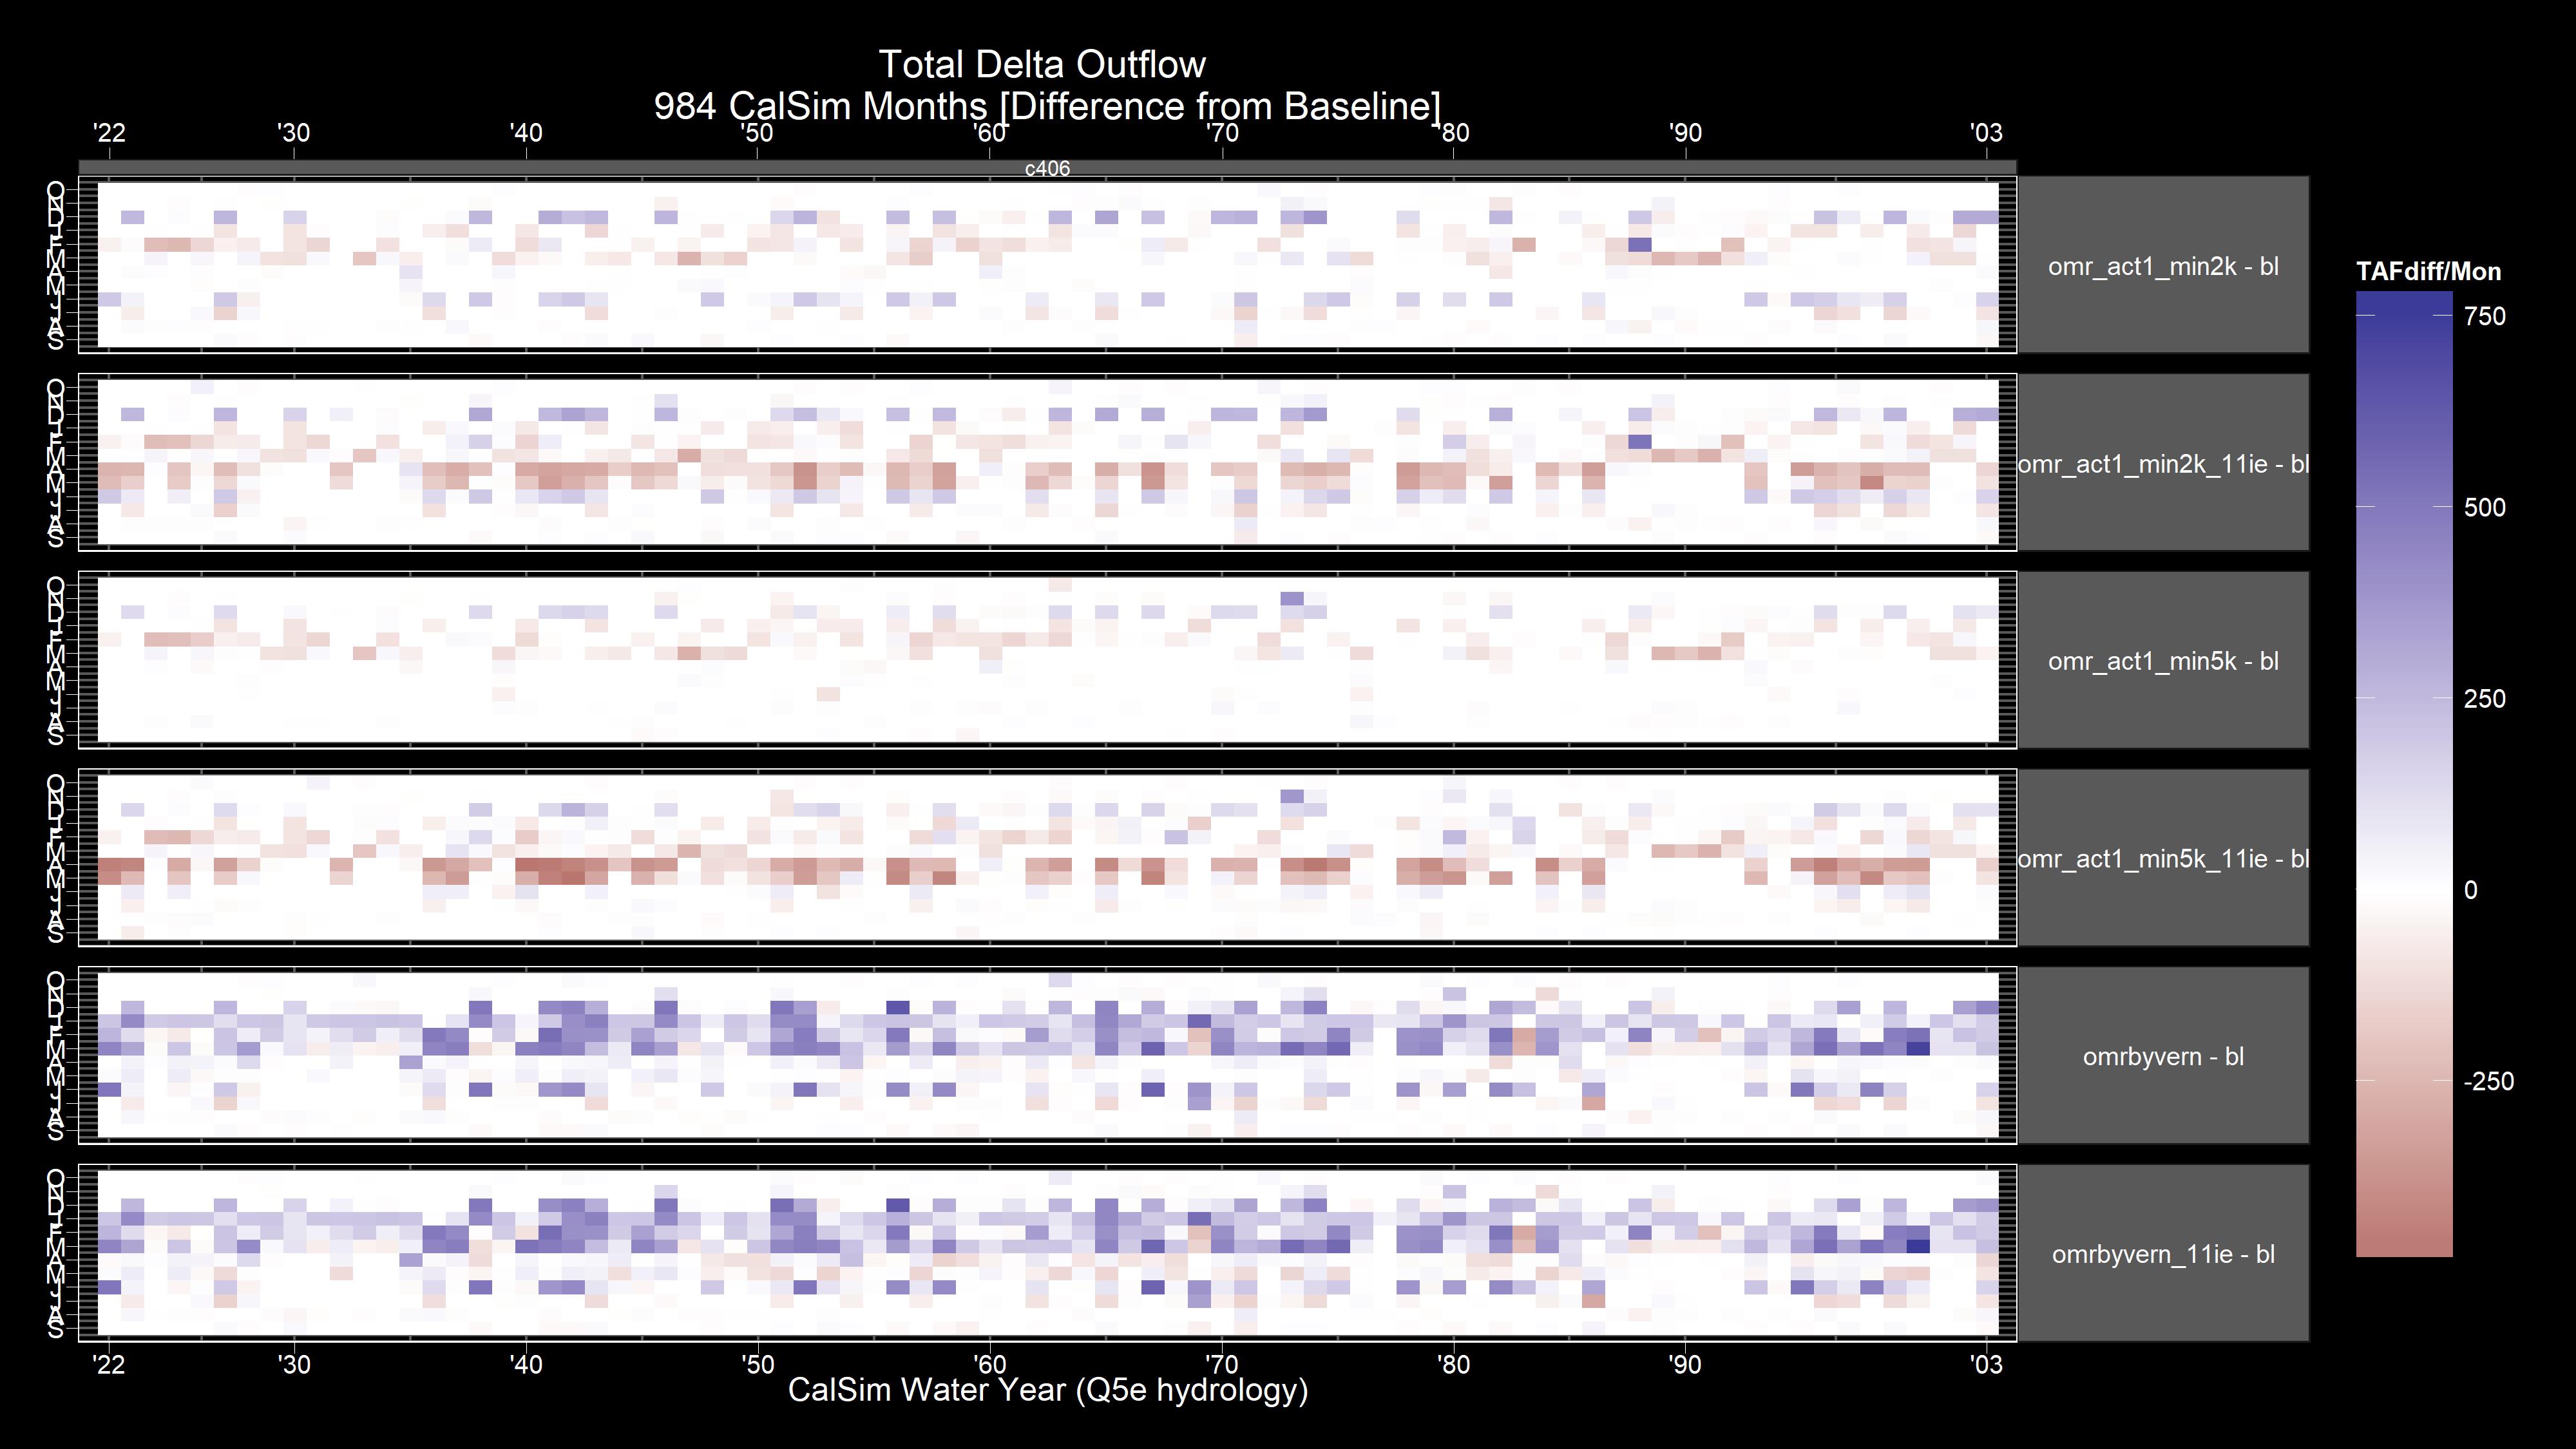 Total Delta Outflow
984 CalSim Months [Difference from Baseline]
'22 '30 '40 '50 '60 '70 '80 '90 '03
c406
O
N
D
J
F
M
A
M
J
J
A
S
omr_act1_min2k - bl
O
N
D
J
F
M
A
M
J
J
A
S
omr_act1_min2k_11ie - bl
O
N
D
J
F
M
A
M
J
J
A
S
omr_act1_min5k - bl
O
N
D
J
F
M
A
M
J
J
A
S
omr_act1_min5k_11ie - bl
O
N
D
J
F
M
A
M
J
J
A
S
omrbyvern - bl
O
N
D
J
F
M
A
M
J
J
A
S
omrbyvern_11ie - bl
'22 '30 '40 '50 '60 '70 '80 '90 '03
CalSim Water Year (Q5e hydrology)
TAFdiff/Mon
750
500
250
0
-250